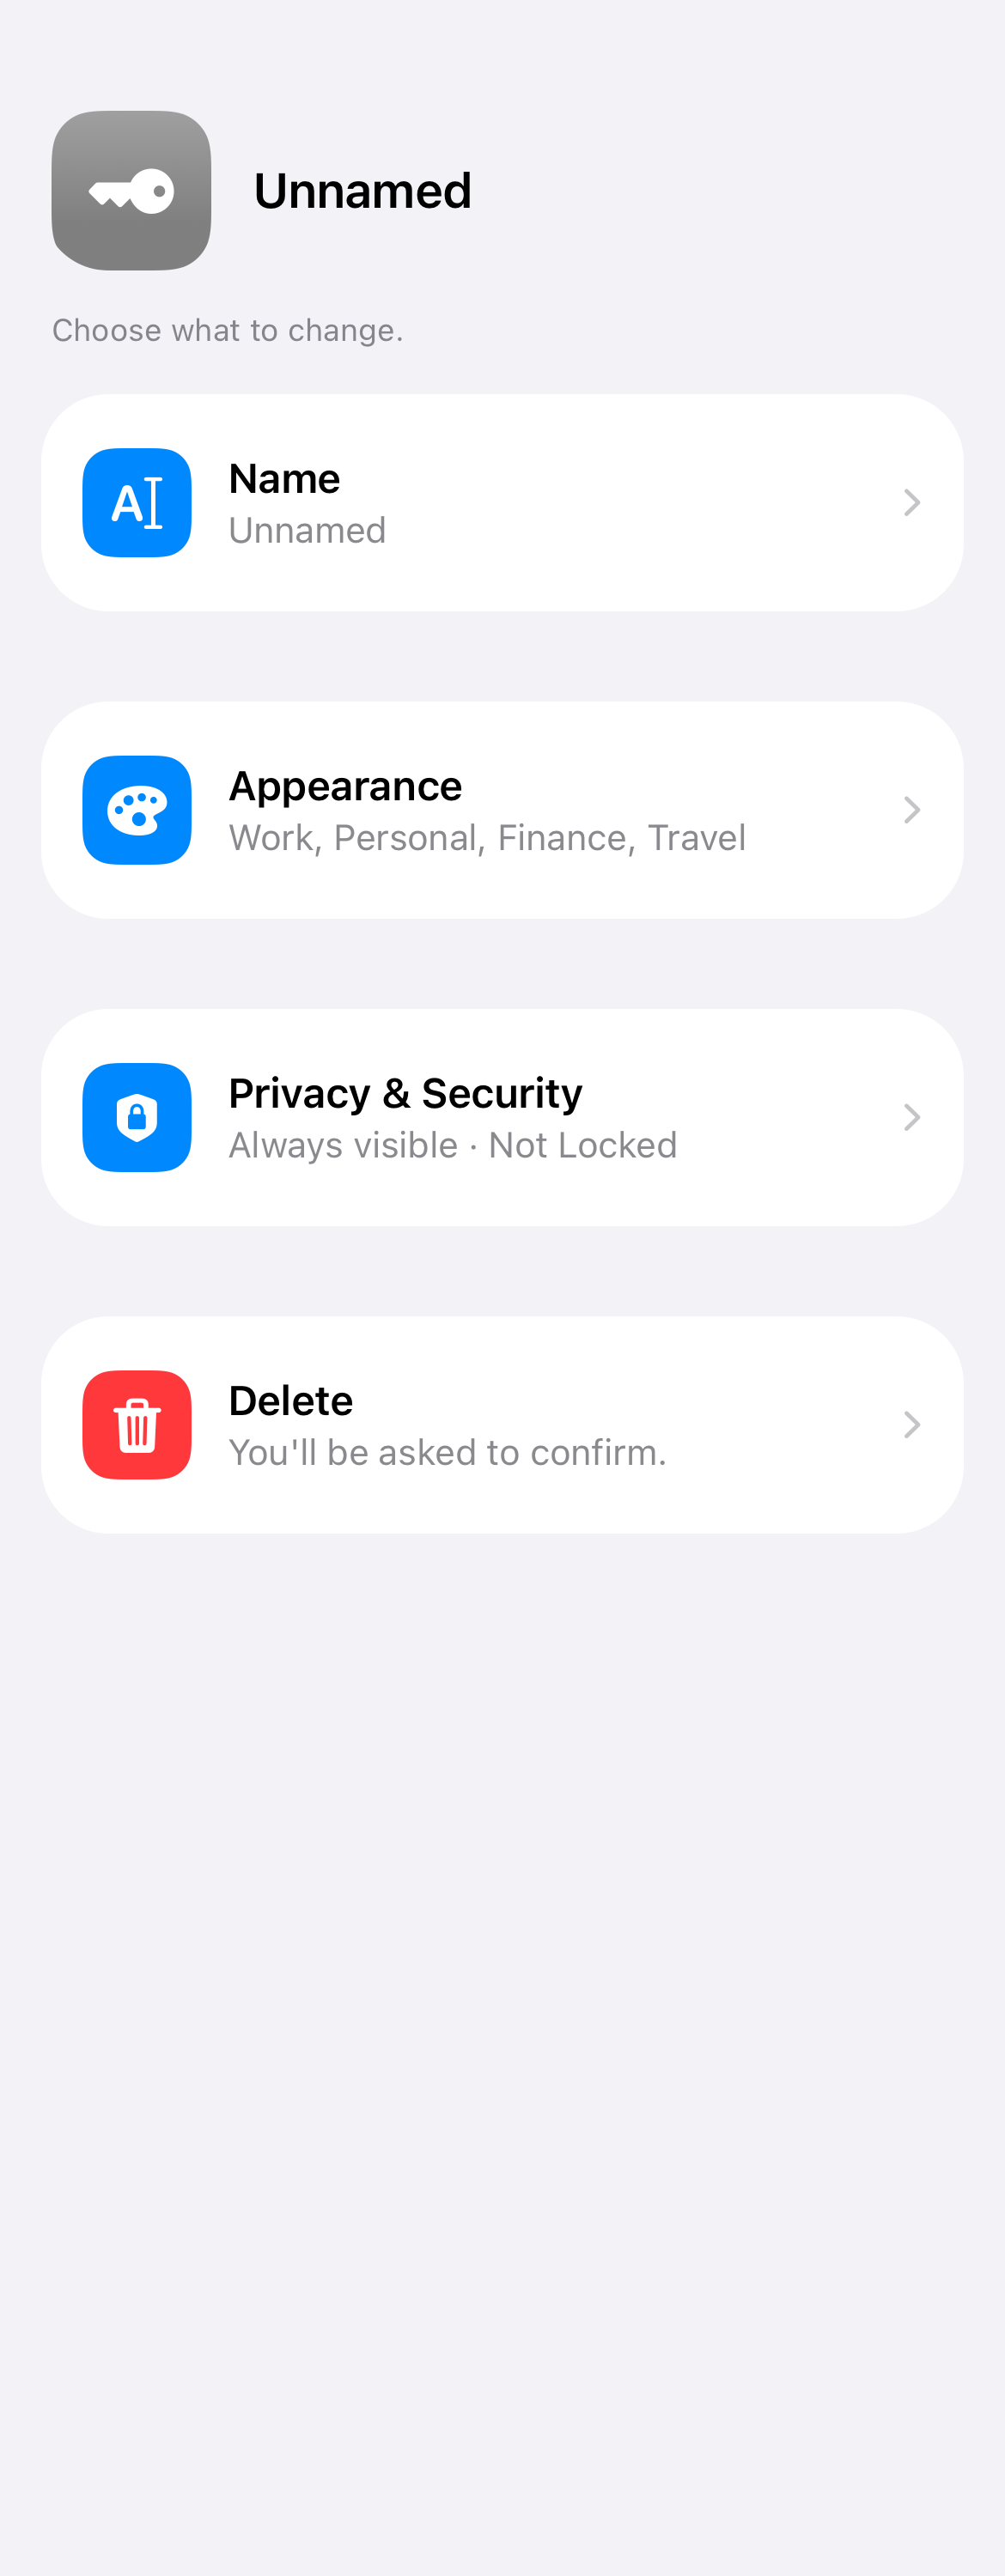 Unnamed
Choose what to change.
Name
Unnamed
Appearance
Work, Personal, Finance, Travel
Privacy & Security
Always visible · Not Locked
Delete
You'll be asked to confirm.